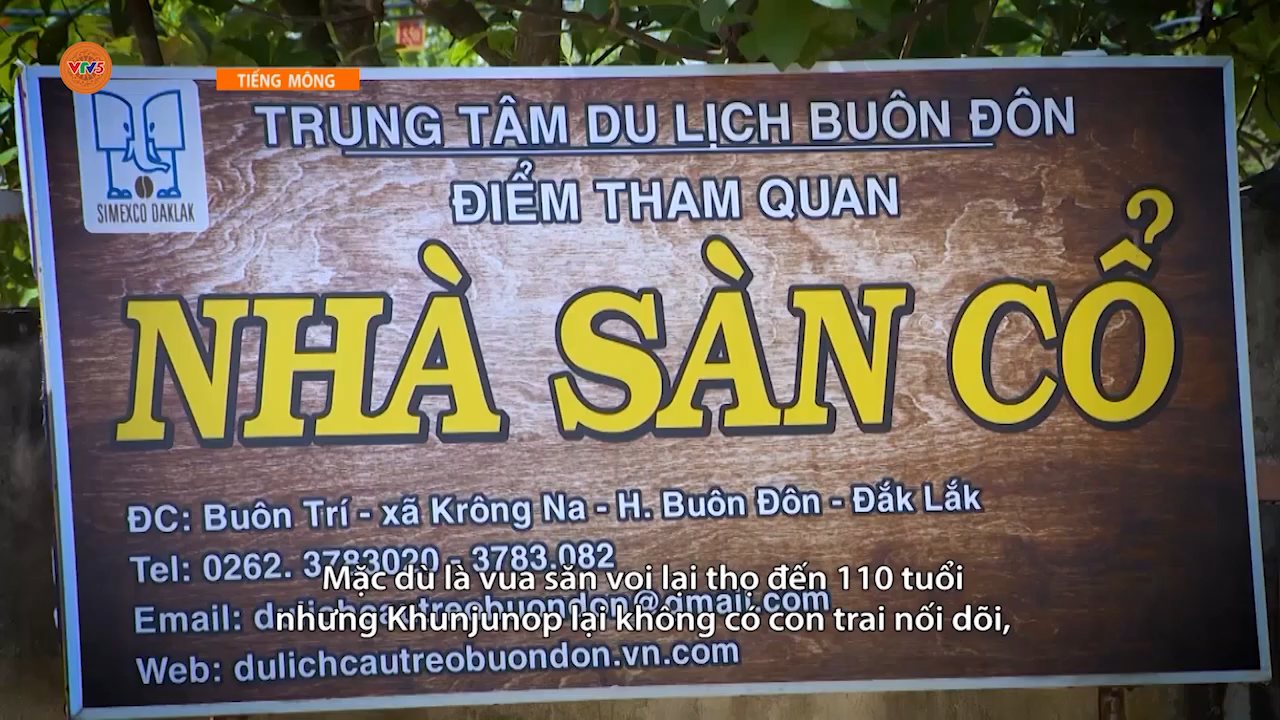 VTV5
TIẾNG MÔNG
SIMEXCO DAKLAK
TRUNG TÂM DU LỊCH BUÔN ĐÔN
ĐIỂM THAM QUAN
NHÀ SÀN CỔ
ĐC: Buôn Trí - xã Krông Na - H. Buôn Đôn - Đắk Lắk
Tel: 0262. 3783020 - 3783.082
Mặc dù là vua săn voi lại thọ đến 110 tuổi
Email: dulichcautreobuondon@gmail.com
nhưng Khunjunop lại không có con trai nối dõi,
Web: dulichcautreobuondon.vn.com